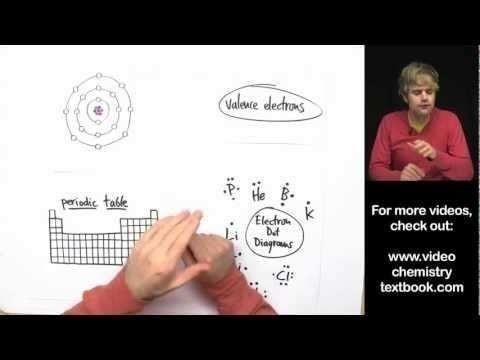 Valence electrons
periodic table
P
He
B
K
Li
Electron
Dot
Diagrams
Cl
For more videos,
check out:
www.video
chemistry
textbook.com